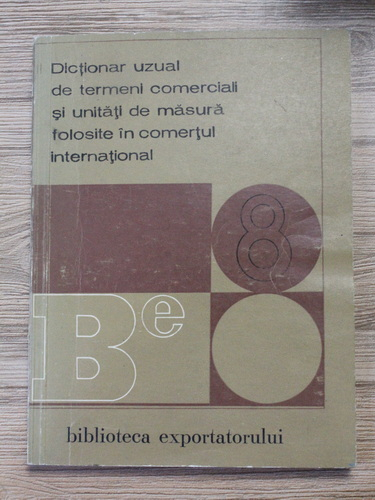 Dicționar uzual
de termeni comerciali
și unități de măsură
folosite în comerțul
internațional
8
Be
biblioteca exportatorului